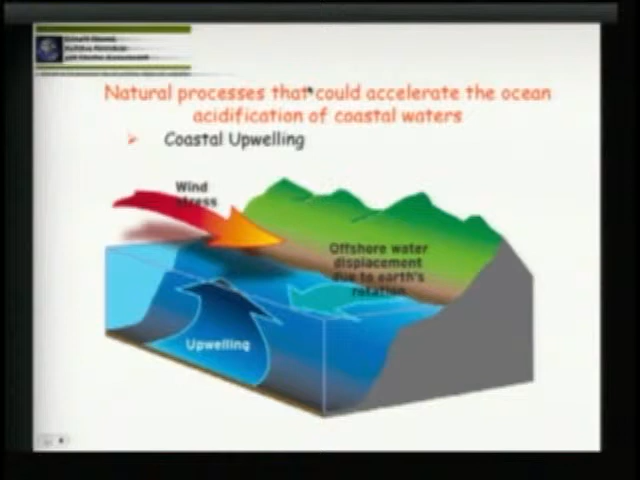 Natural processes that could accelerate the ocean
acidification of coastal waters
Coastal Upwelling
Wind
stress
Offshore water
displacement
due to earth's
rotation
Upwelling